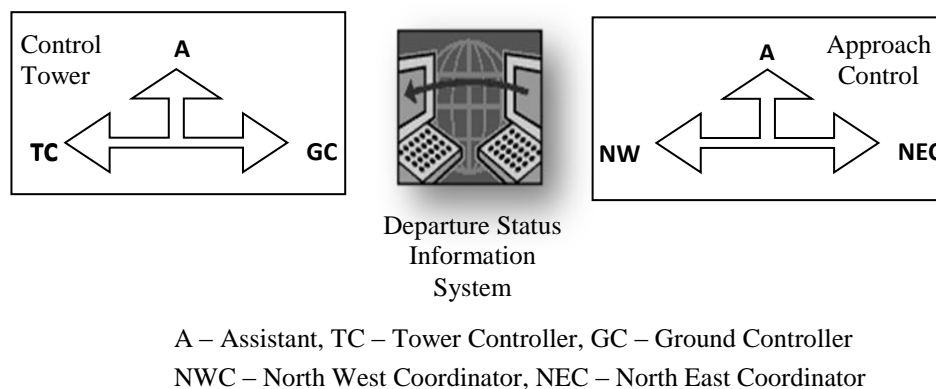 Control
Tower
A
TC
GC
Departure Status
Information
System
Approach
Control
A
NW
NEC
A – Assistant, TC – Tower Controller, GC – Ground Controller
NWC – North West Coordinator, NEC – North East Coordinator